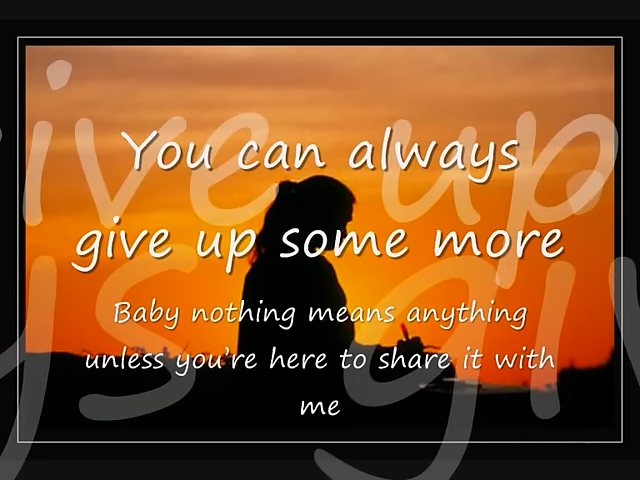 You can always
give up some more
Baby nothing means anything
unless you're here to share it with
me